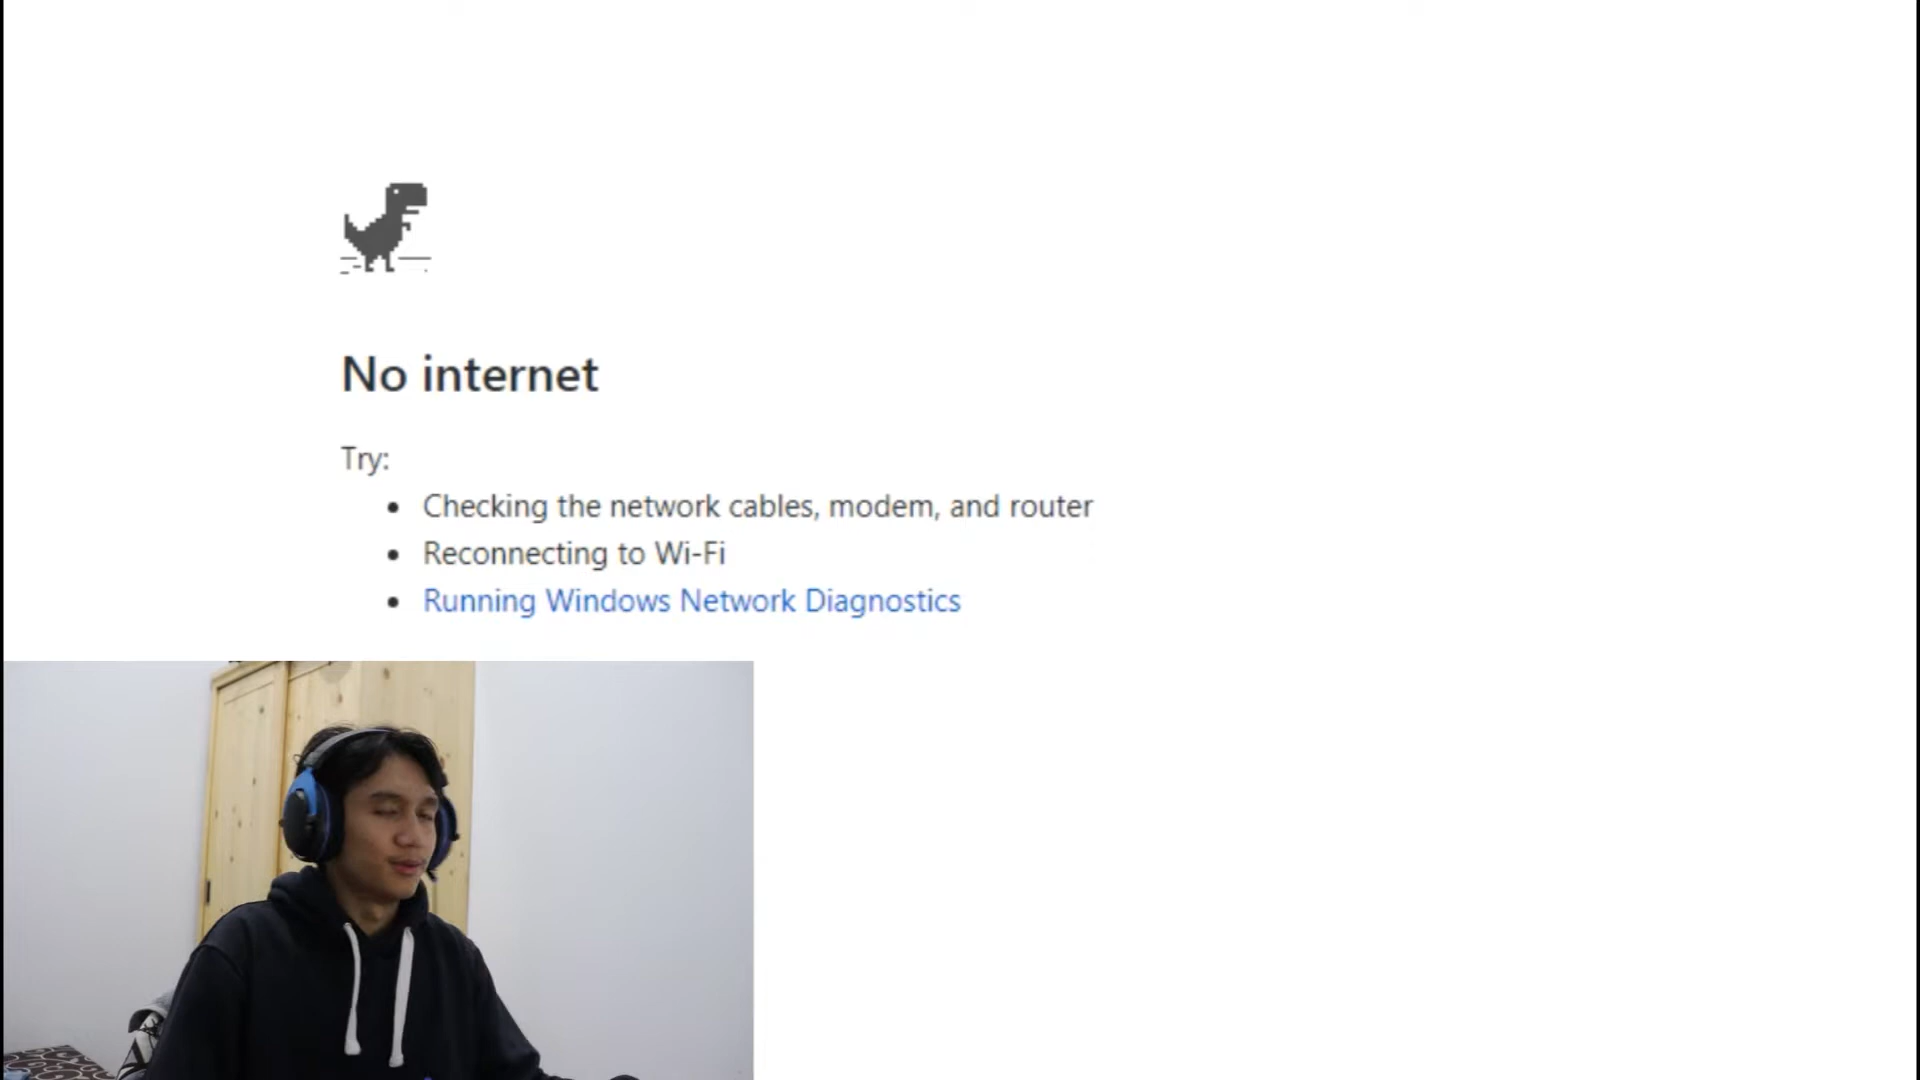 No internet
Try:
Checking the network cables, modem, and router
Reconnecting to Wi-Fi
Running Windows Network Diagnostics